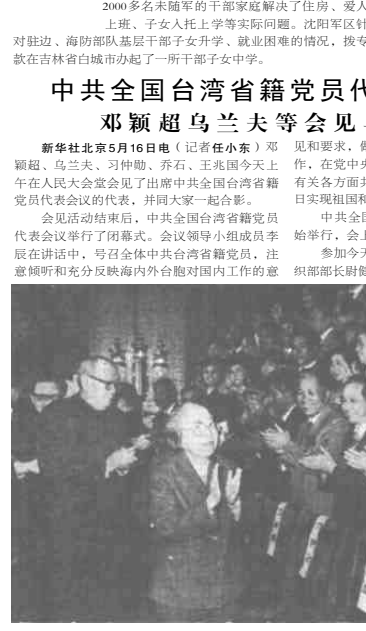 2000多名未随军的干部家庭解决了住房、爱人
上班、子女入托上学等实际问题。沈阳军区针
对驻边、海防部队基层干部子女升学、就业困难的情况，拨专
款在吉林省白城市办起了一所干部子女中学。
中共全国台湾省籍党员代
邓颖超乌兰夫等会见
新华社北京5月16日电（记者任小东）邓
颖超、乌兰夫、习仲勋、乔石、王兆国今天上
午在人民大会堂会见了出席中共全国台湾省籍
党员代表会议的代表，并同大家一起合影。
会见活动结束后，中共全国台湾省籍党员
代表会议举行了闭幕式。会议领导小组成员李
辰在讲话中，号召全体中共台湾省籍党员，注
意倾听和充分反映海内外台胞对国内工作的意
见和要求，做
作，在党中央
有关各方面共
日实现祖国和
中共全国
始举行，会上
参加今天
织部部长尉健